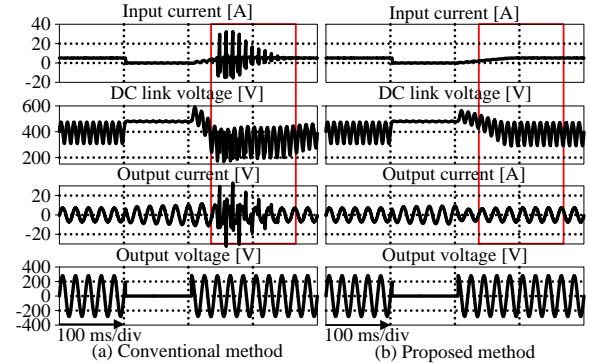 Input current [A]
40
20
0
-20
DC link voltage [V]
600
400
200
Output current [V]
20
0
-20
Output voltage [V]
400
200
0
-200
-400
100 ms/div
(a) Conventional method
Input current [A]
DC link voltage [V]
Output current [A]
Output voltage [V]
100 ms/div
(b) Proposed method